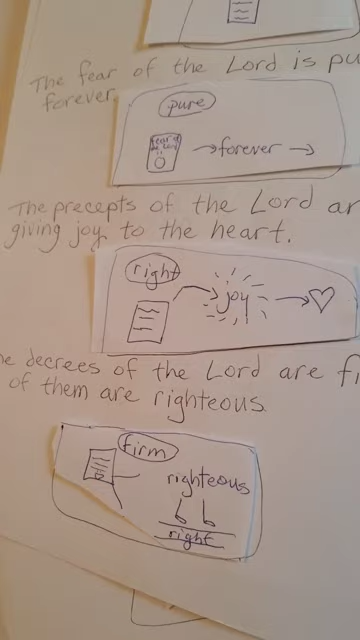 The fear of the Lord is pu
forever.
pure
fear of
→forever→
The precepts of the Lord ar
giving joy to the heart.
right
joy
e decrees of the Lord are fi
of them are righteous.
firm
righteous
right